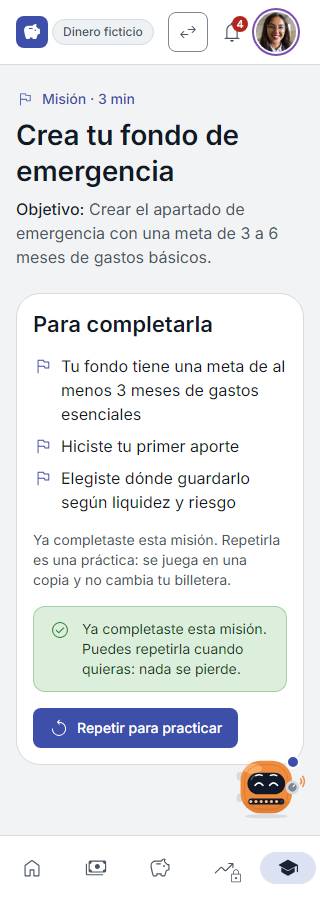 Dinero ficticio
4
Misión · 3 min
Crea tu fondo de
emergencia
Objetivo: Crear el apartado de
emergencia con una meta de 3 a 6
meses de gastos básicos.
Para completarla
Tu fondo tiene una meta de al
menos 3 meses de gastos
esenciales
Hiciste tu primer aporte
Elegiste dónde guardarlo
según liquidez y riesgo
Ya completaste esta misión. Repetirla
es una práctica: se juega en una
copia y no cambia tu billetera.
Ya completaste esta misión.
Puedes repetirla cuando
quieras: nada se pierde.
Repetir para practicar